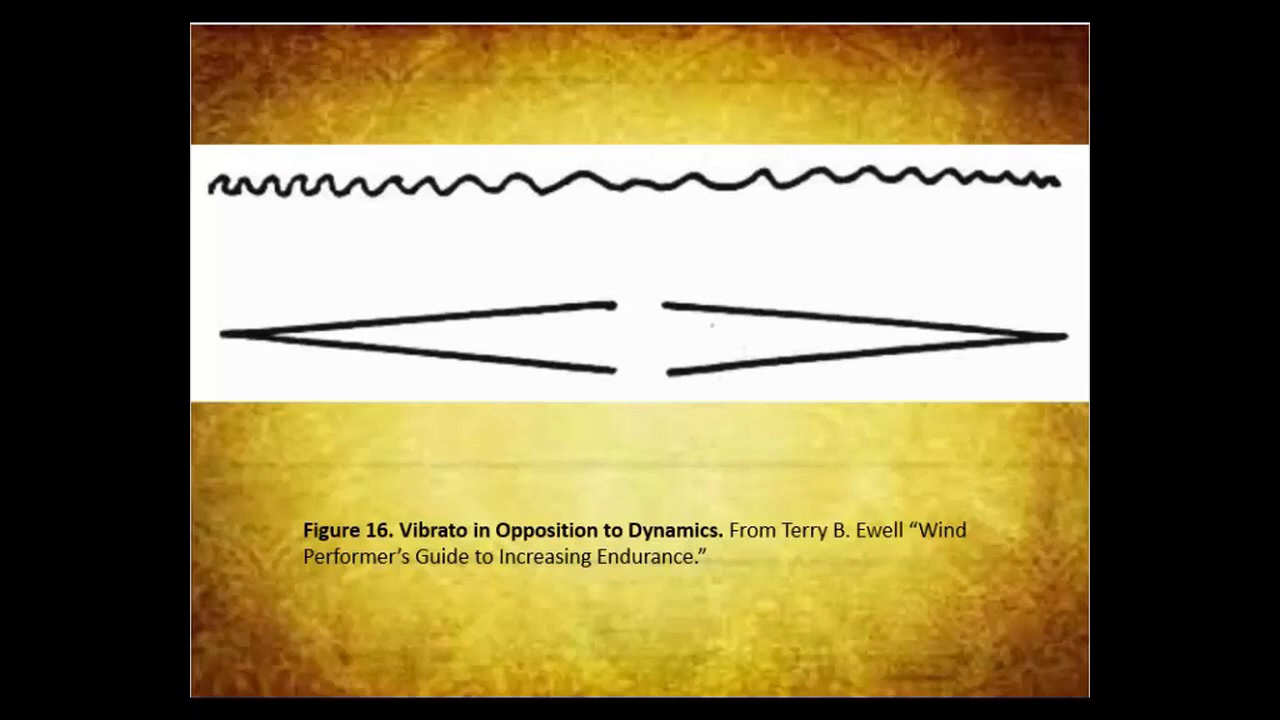 Figure 16. Vibrato in Opposition to Dynamics. From Terry B. Ewell “Wind
Performer’s Guide to Increasing Endurance.”